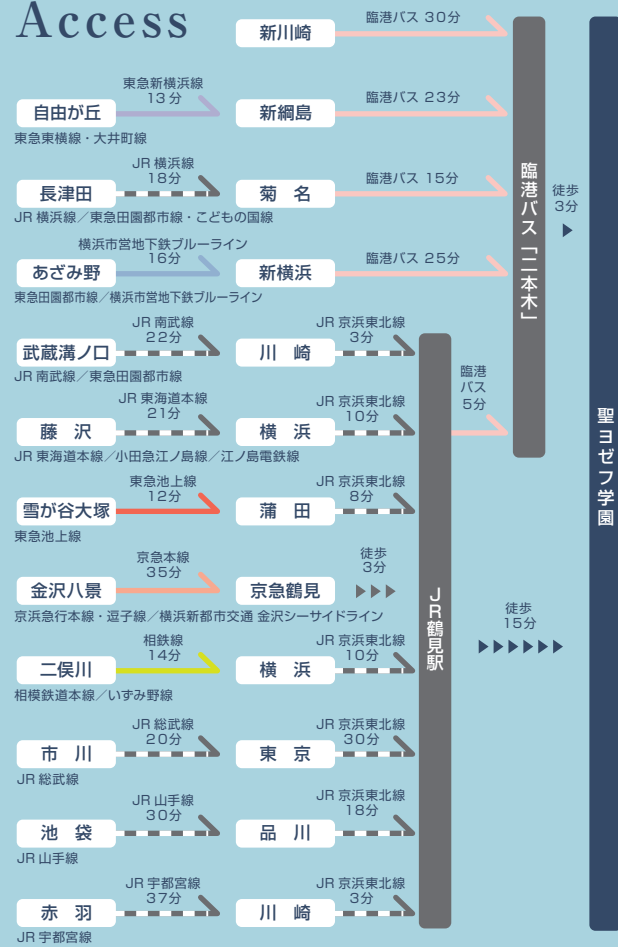 Access
新川崎
臨港バス 30分
自由が丘
東急新横浜線
13分
新綱島
臨港バス 23分
東急東横線・大井町線
長津田
JR 横浜線
18分
菊 名
臨港バス 15分
JR 横浜線／東急田園都市線・こどもの国線
あざみ野
横浜市営地下鉄ブルーライン
16分
新横浜
臨港バス 25分
東急田園都市線／横浜市営地下鉄ブルーライン
武蔵溝ノ口
JR 南武線
22分
川 崎
JR 京浜東北線
3分
JR 南武線／東急田園都市線
藤 沢
JR 東海道本線
21分
横 浜
JR 京浜東北線
10分
JR 東海道本線／小田急江ノ島線／江ノ島電鉄線
雪が谷大塚
東急池上線
12分
蒲 田
JR 京浜東北線
8分
東急池上線
金沢八景
京急本線
35分
京急鶴見
徒歩
3分
京浜急行本線・逗子線／横浜新都市交通 金沢シーサイドライン
二俣川
相鉄線
14分
横 浜
JR 京浜東北線
10分
相模鉄道本線／いずみ野線
市 川
JR 総武線
20分
東 京
JR 京浜東北線
30分
JR 総武線
池 袋
JR 山手線
30分
品 川
JR 京浜東北線
18分
JR 山手線
赤 羽
JR 宇都宮線
37分
川 崎
JR 京浜東北線
3分
JR 宇都宮線
JR鶴見駅
臨港
バス
5分
臨港バス「二本木」
徒歩
3分
徒歩
15分
聖ヨゼフ学園